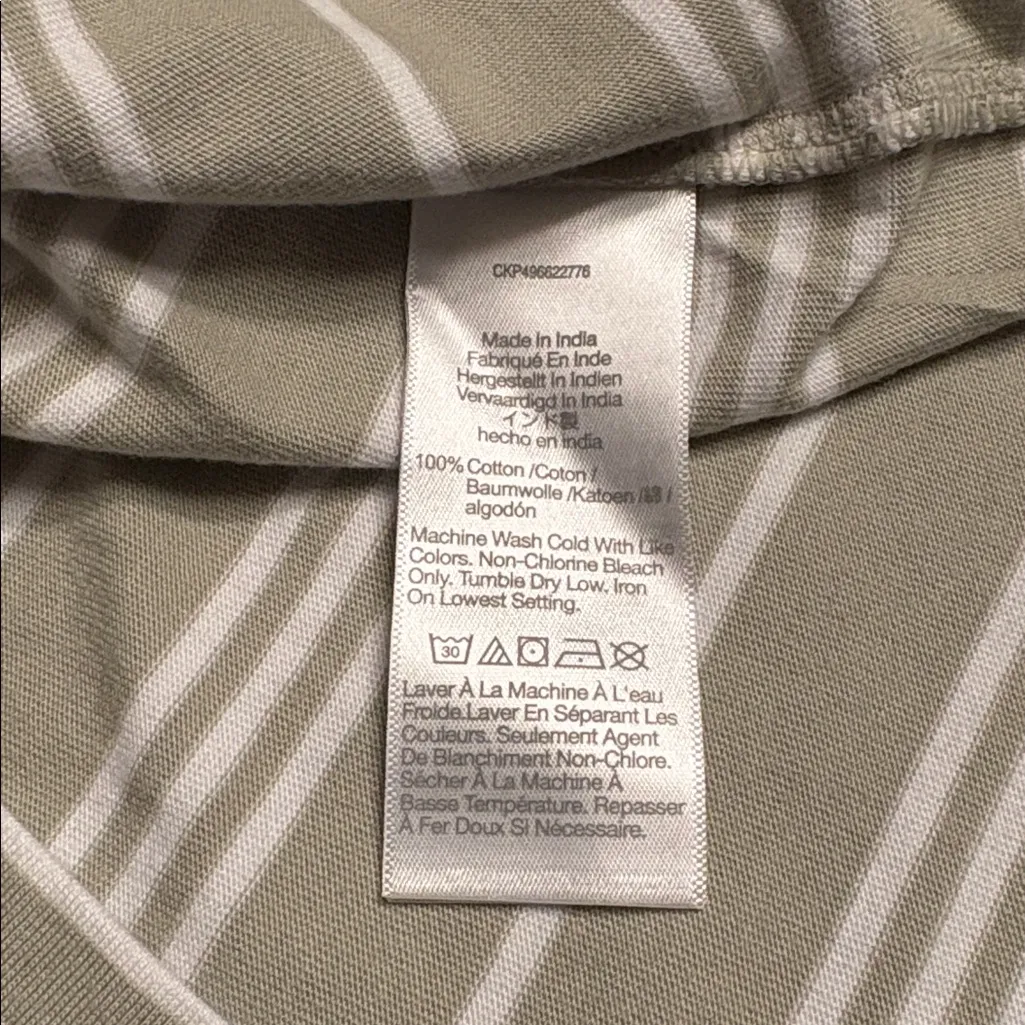 CKP496622776
Made In India
Fabriqué En Inde
Hergestellt In Indien
Vervaardigd In India
インド製
hecho en india
100% Cotton /Coton /
Baumwolle /Katoen /綿 /
algodón
Machine Wash Cold With Like
Colors. Non-Chlorine Bleach
Only. Tumble Dry Low. Iron
On Lowest Setting.
30
Laver À La Machine À L'eau
Froide.Laver En Séparant Les
Couleurs. Seulement Agent
De Blanchiment Non-Chlore.
Sécher À La Machine À
Basse Température. Repasser
À Fer Doux Si Nécessaire.